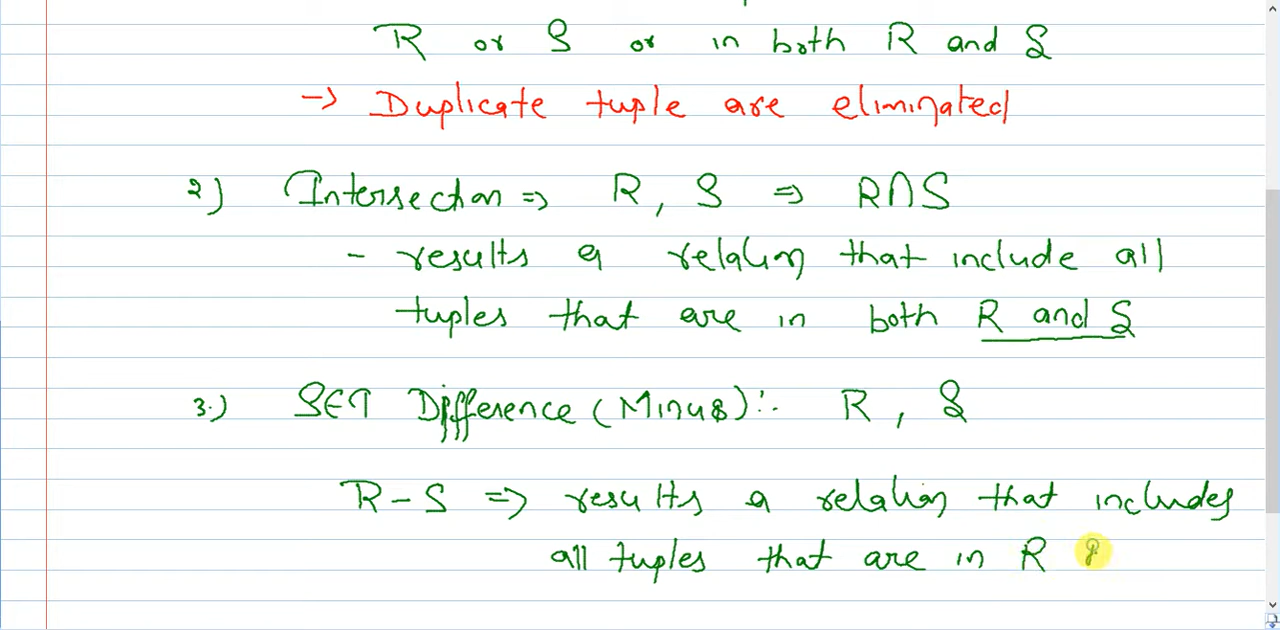 R or S or in both R and S
→ Duplicate tuple are eliminated
2) Intersection ⇒ R, S ⇒ R∩S
- results a relation that include all
tuples that are in both R and S
3.) SET Difference (Minus):- R, S
R-S ⇒ results a relation that includes
all tuples that are in R